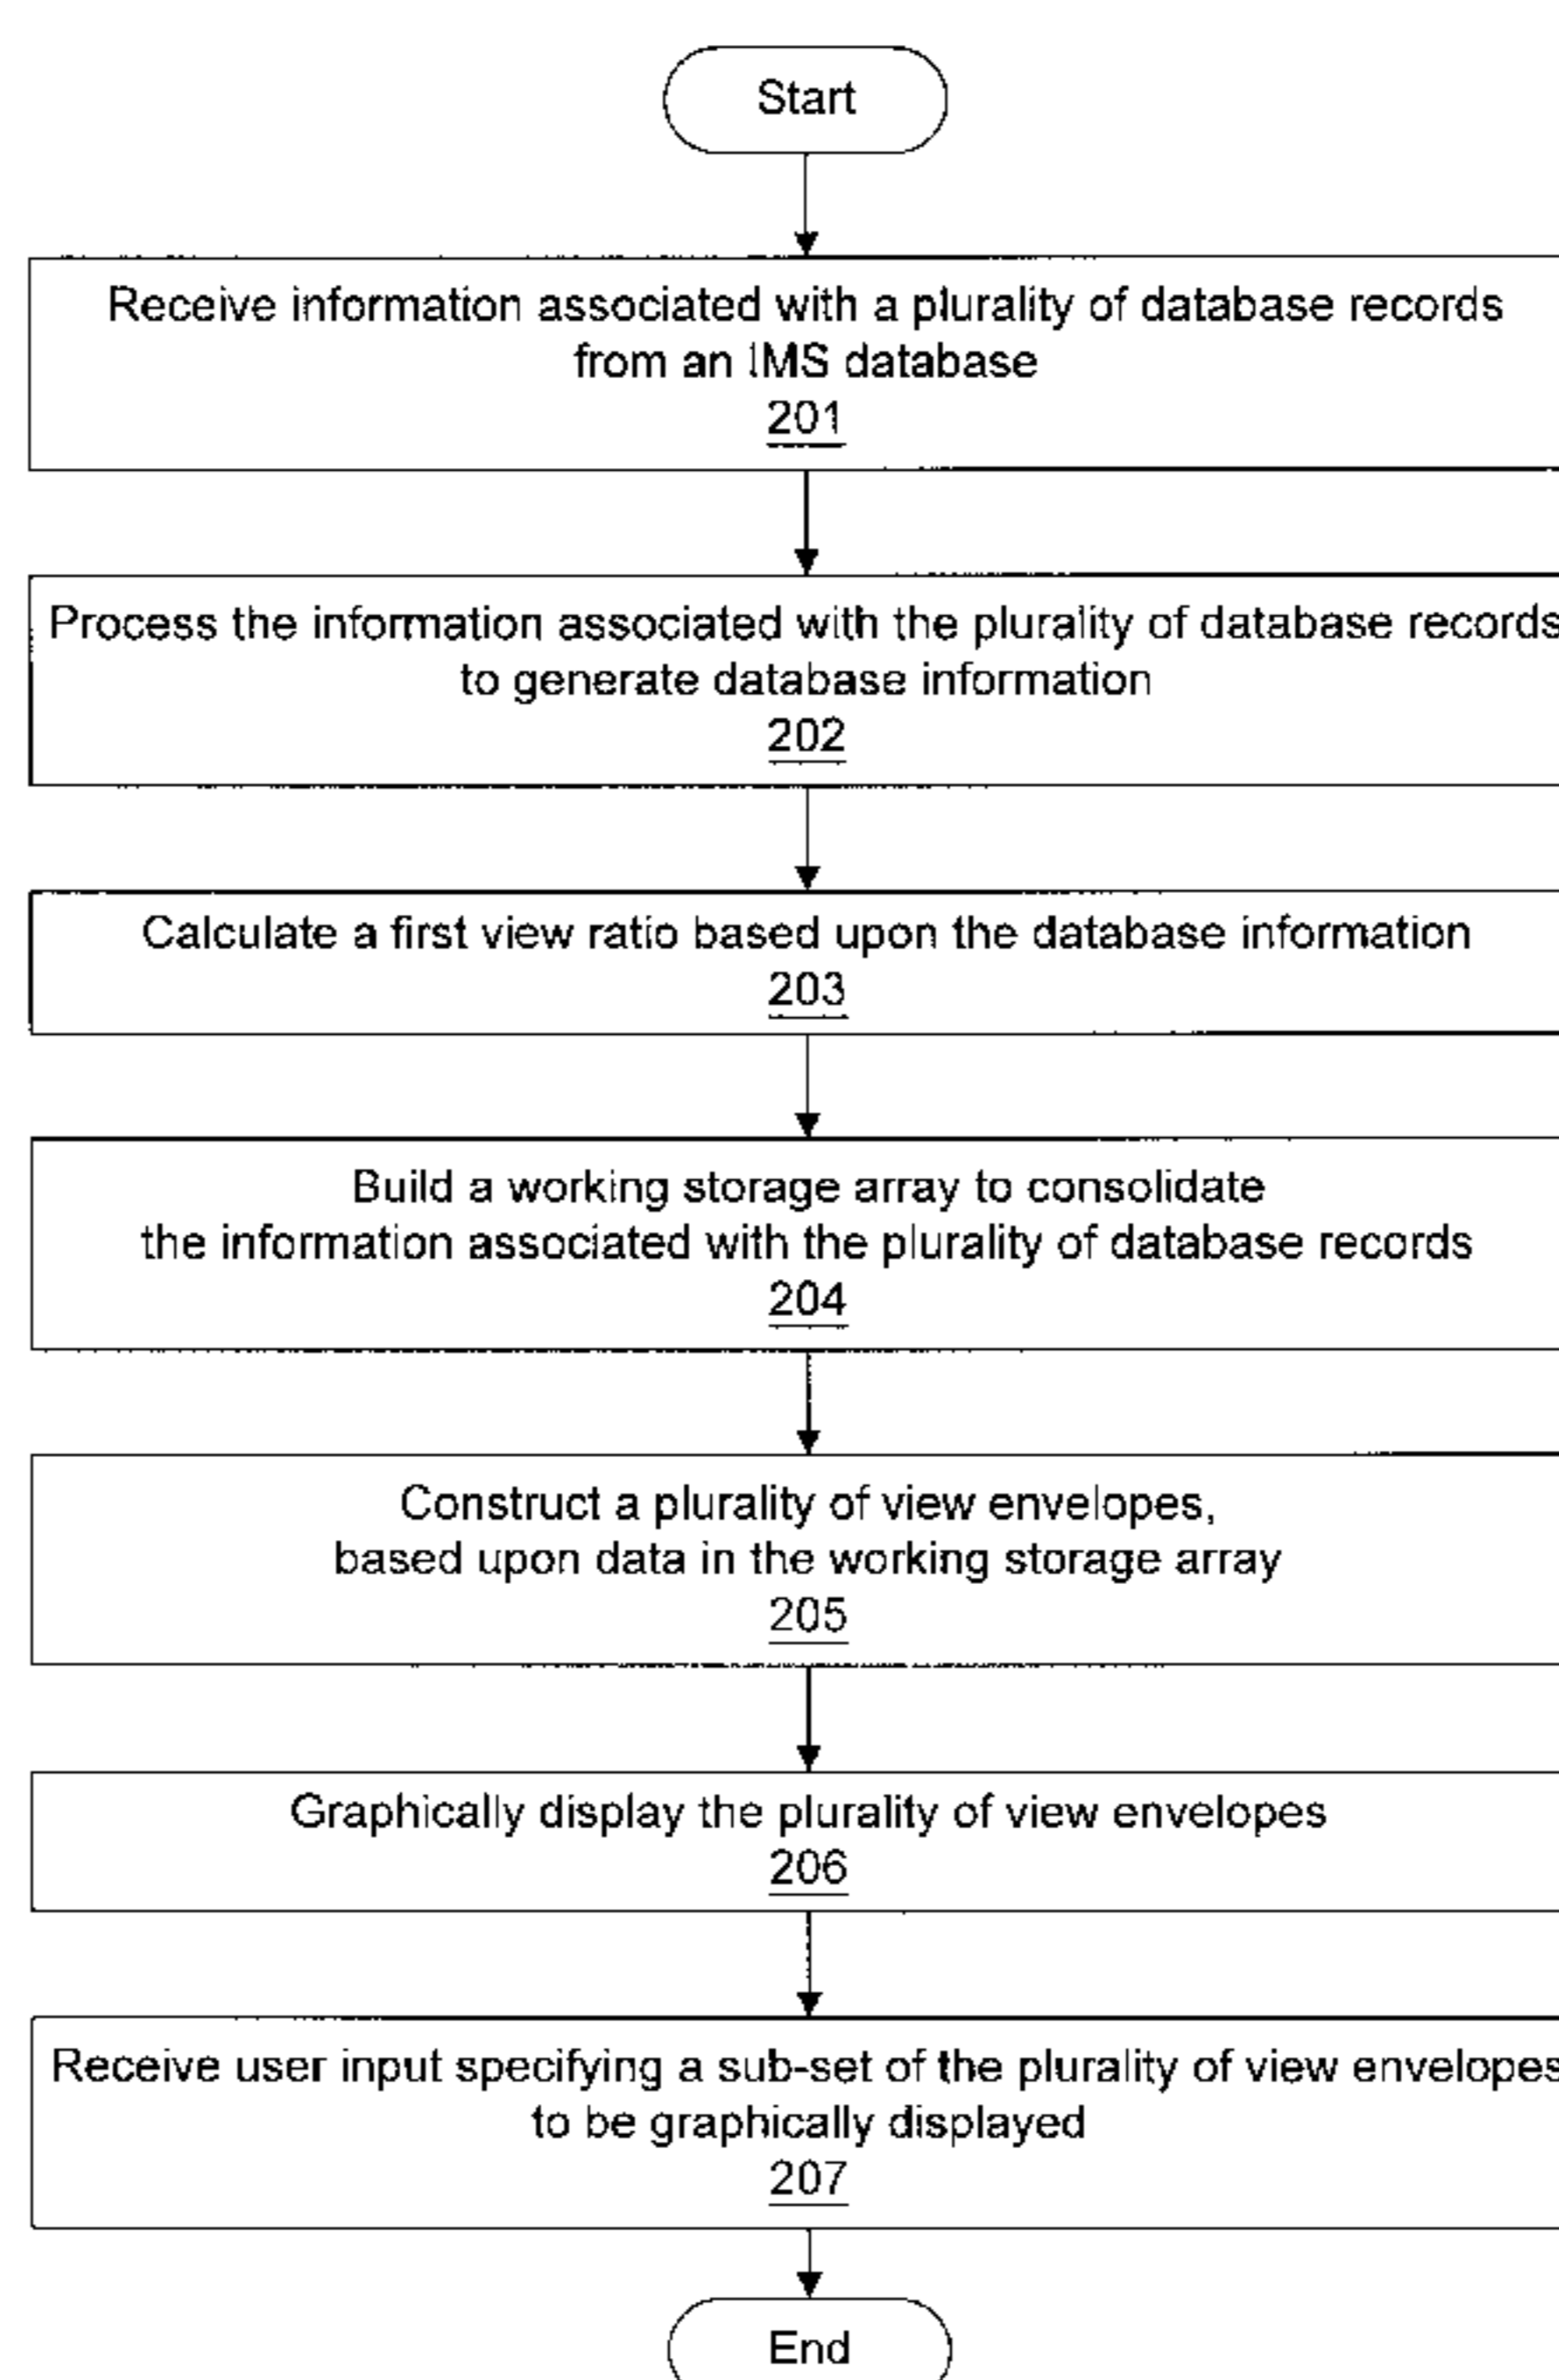 Start
Receive information associated with a plurality of database records
from an IMS database
201
Process the information associated with the plurality of database records
to generate database information
202
Calculate a first view ratio based upon the database information
203
Build a working storage array to consolidate
the information associated with the plurality of database records
204
Construct a plurality of view envelopes,
based upon data in the working storage array
205
Graphically display the plurality of view envelopes
206
Receive user input specifying a sub-set of the plurality of view envelopes
to be graphically displayed
207
End